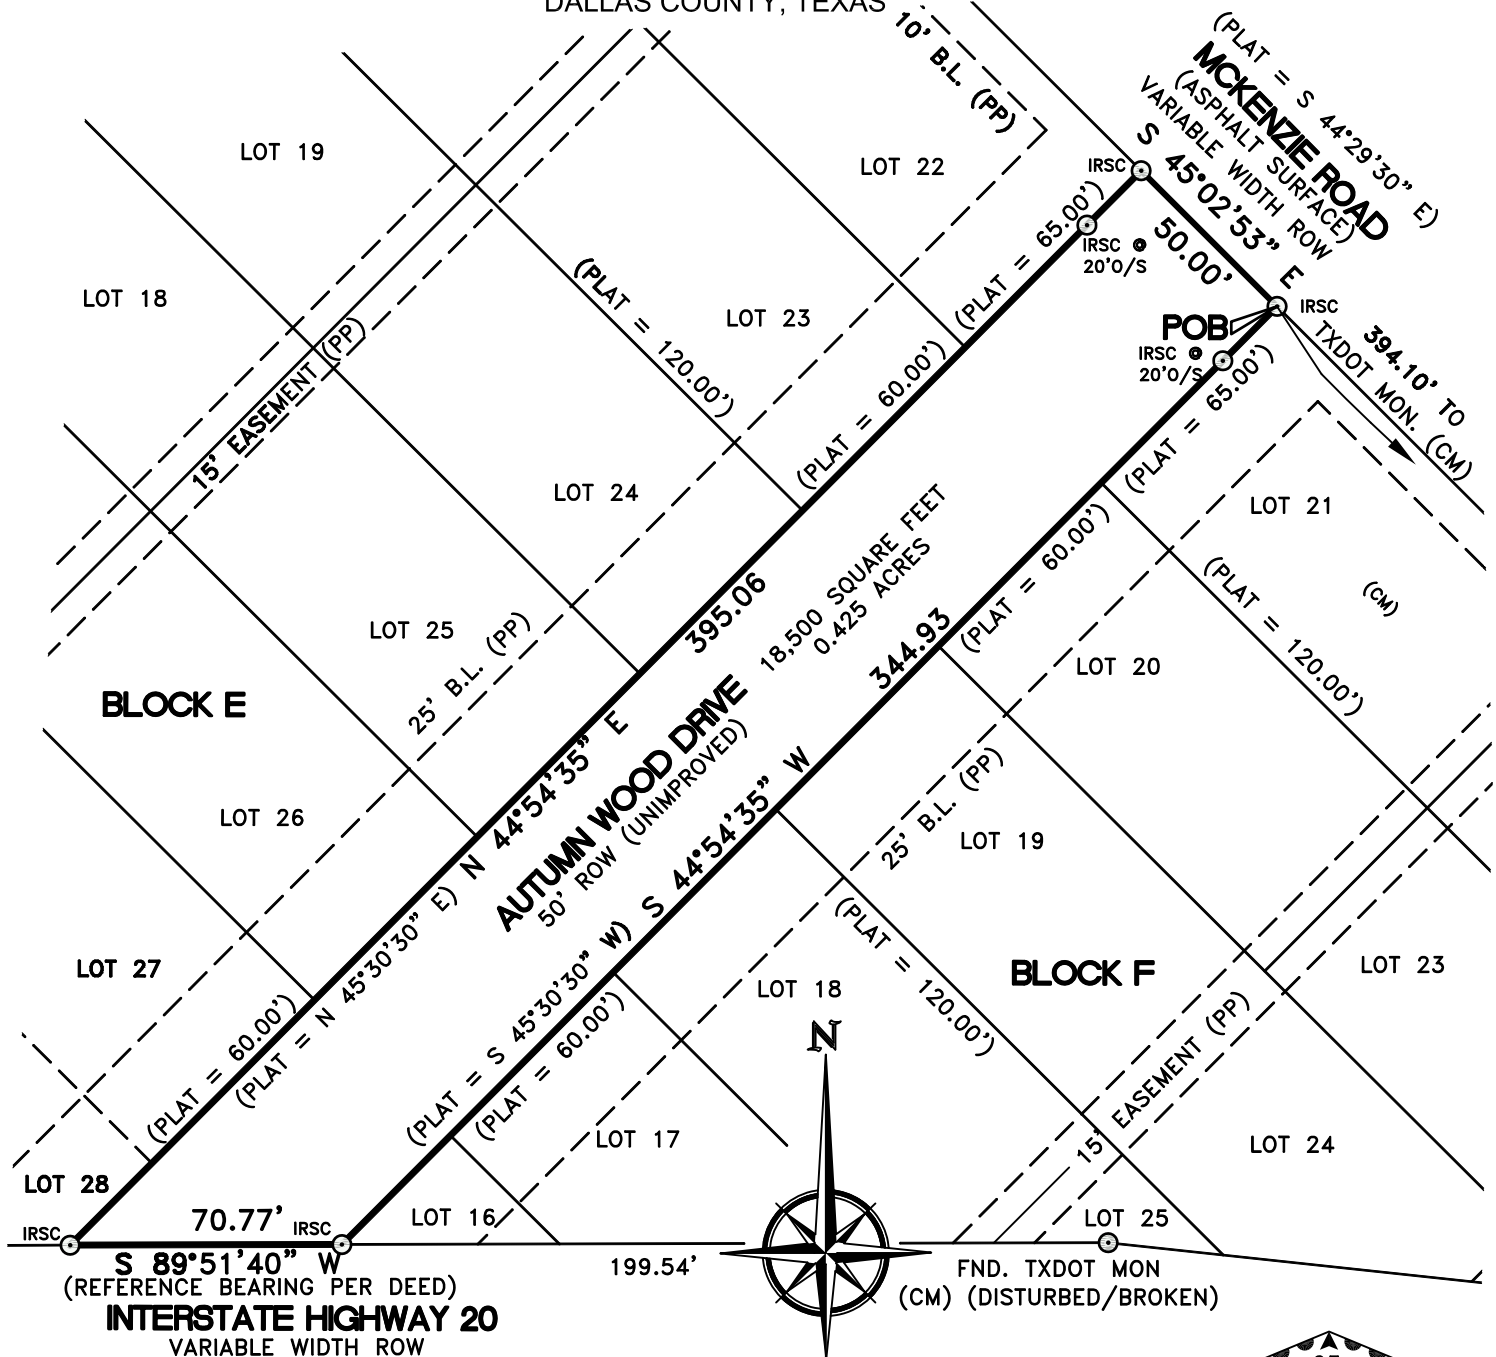 DALLAS COUNTY, TEXAS
10' B.L. (PP)
(PLAT = S 44°29'30" E)
MCKENZIE ROAD
(ASPHALT SURFACE)
VARIABLE WIDTH ROW
S 45°02'53" E
50.00'
IRSC
IRSC
20'O/S
LOT 19
LOT 22
(PLAT = 65.00')
LOT 18
LOT 23
(PLAT = 120.00')
(PLAT = 60.00')
POB
IRSC
IRSC
20'O/S
394.10' TO
TXDOT MON. (CM)
(PLAT = 65.00')
15' EASEMENT (PP)
LOT 24
LOT 21
(PLAT = 60.00')
(PLAT = 120.00')
(CM)
18,500 SQUARE FEET
0.425 ACRES
395.06
344.93
LOT 25
25' B.L. (PP)
LOT 20
BLOCK E
N 44°54'35" E
AUTUMN WOOD DRIVE
50' ROW (UNIMPROVED)
S 44°54'35" W
25' B.L. (PP)
LOT 19
LOT 26
(PLAT = N 45°30'30" E)
(PLAT = S 45°30'30" W)
(PLAT = 120.00')
LOT 27
LOT 18
BLOCK F
LOT 23
(PLAT = 60.00')
(PLAT = 60.00')
N
15' EASEMENT (PP)
LOT 17
LOT 24
LOT 28
LOT 16
LOT 25
IRSC
70.77'
IRSC
S 89°51'40" W
(REFERENCE BEARING PER DEED)
199.54'
FND. TXDOT MON
(CM) (DISTURBED/BROKEN)
INTERSTATE HIGHWAY 20
VARIABLE WIDTH ROW